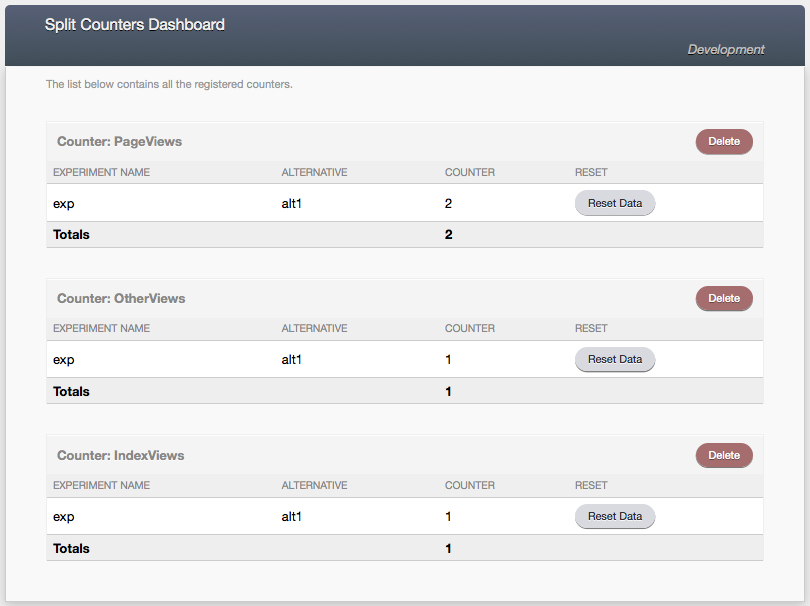 Split Counters Dashboard
Development
The list below contains all the registered counters.
Counter: PageViews Delete
EXPERIMENT NAME ALTERNATIVE COUNTER RESET
exp alt1 2 Reset Data
Totals 2
Counter: OtherViews Delete
EXPERIMENT NAME ALTERNATIVE COUNTER RESET
exp alt1 1 Reset Data
Totals 1
Counter: IndexViews Delete
EXPERIMENT NAME ALTERNATIVE COUNTER RESET
exp alt1 1 Reset Data
Totals 1